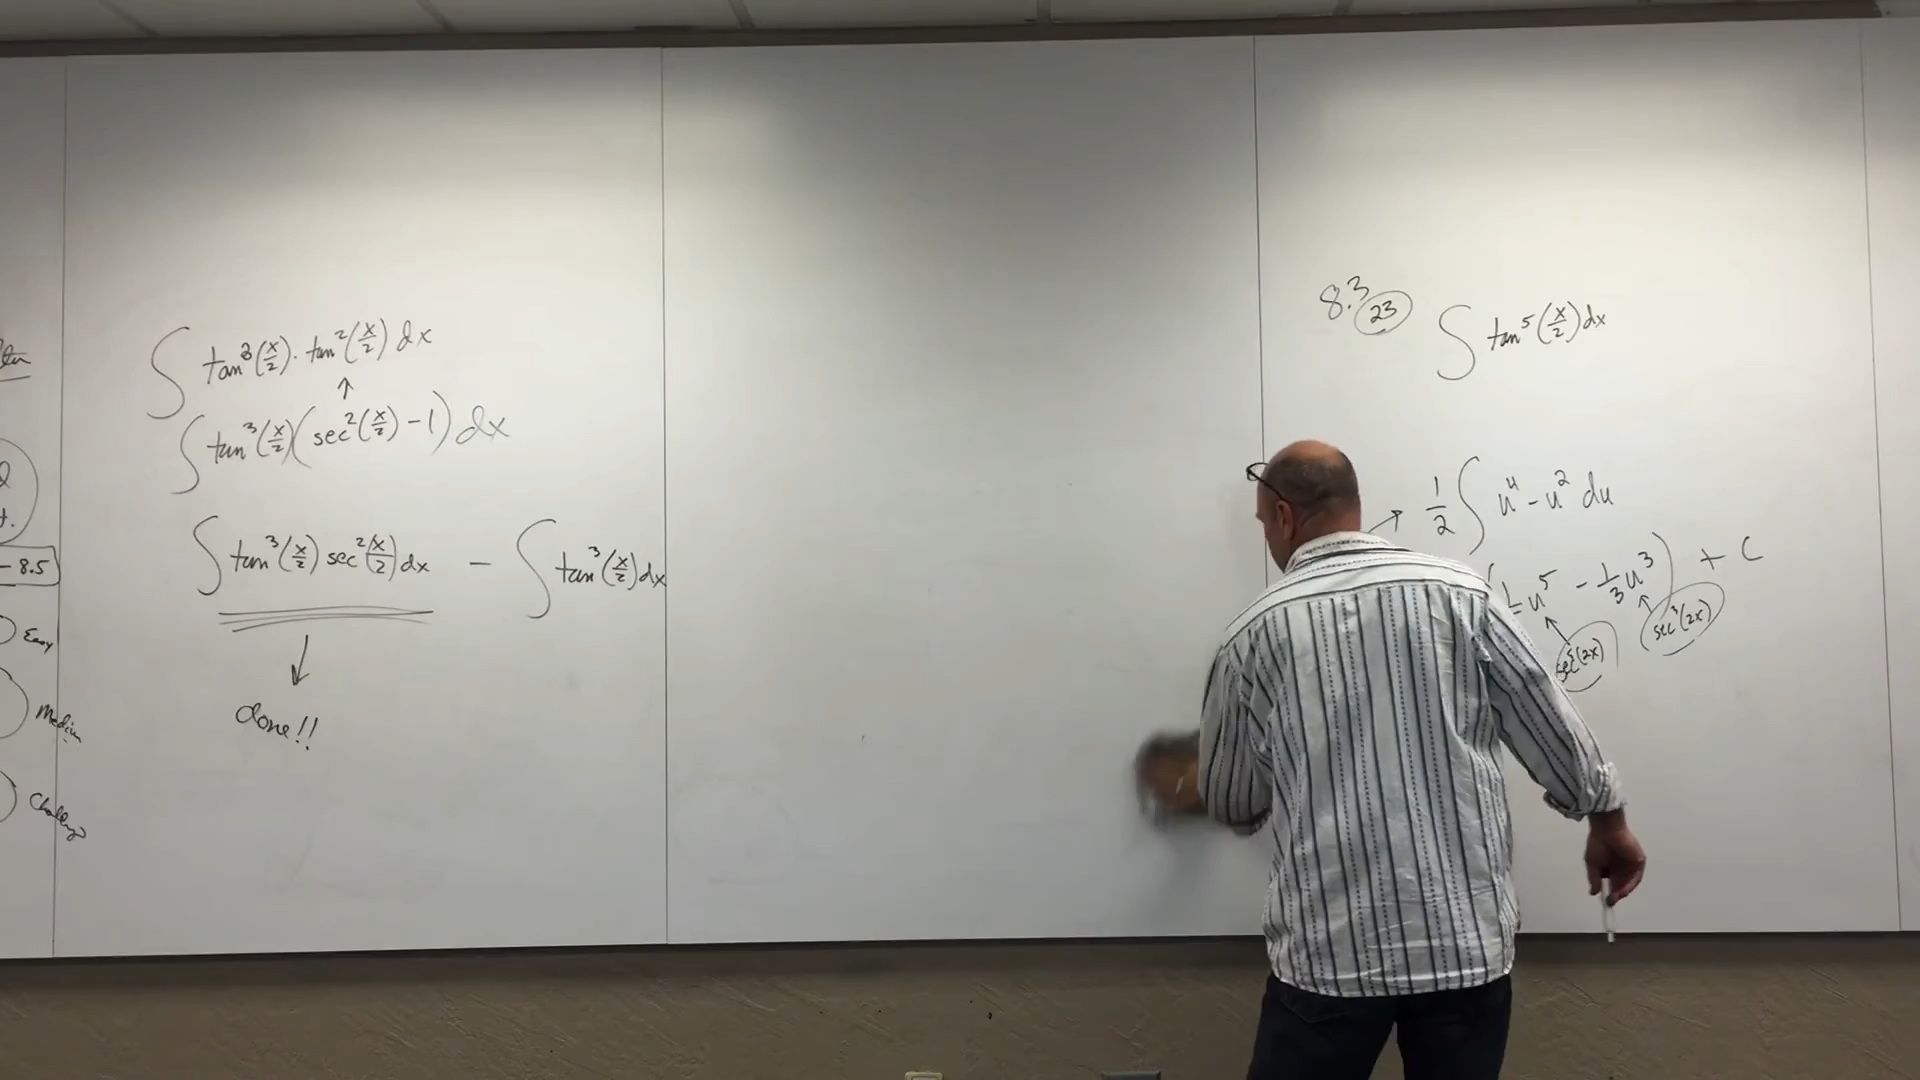 ∫ tan³(x/2) · tan²(x/2) dx
↑
∫ tan³(x/2)(sec²(x/2) − 1) dx
∫ tan³(x/2) sec²(x/2) dx − ∫ tan³(x/2) dx
↓
done!!
− 8.5
Easy
Medium
8.3 23 ∫ tan⁵(x/2) dx
→ 1/2 ∫ u⁴ − u² du
u⁵ − 1/3 u³) + C
sec⁵(2x) sec³(2x)